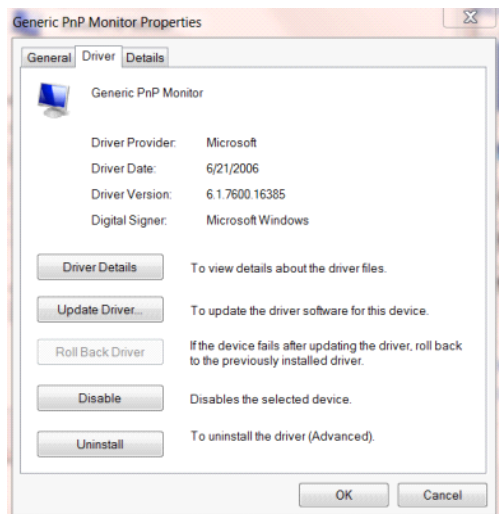 Generic PnP Monitor Properties
General Driver Details
Generic PnP Monitor
Driver Provider: Microsoft
Driver Date: 6/21/2006
Driver Version: 6.1.7600.16385
Digital Signer: Microsoft Windows
Driver Details To view details about the driver files.
Update Driver... To update the driver software for this device.
Roll Back Driver If the device fails after updating the driver, roll back
to the previously installed driver.
Disable Disables the selected device.
Uninstall To uninstall the driver (Advanced).
OK Cancel